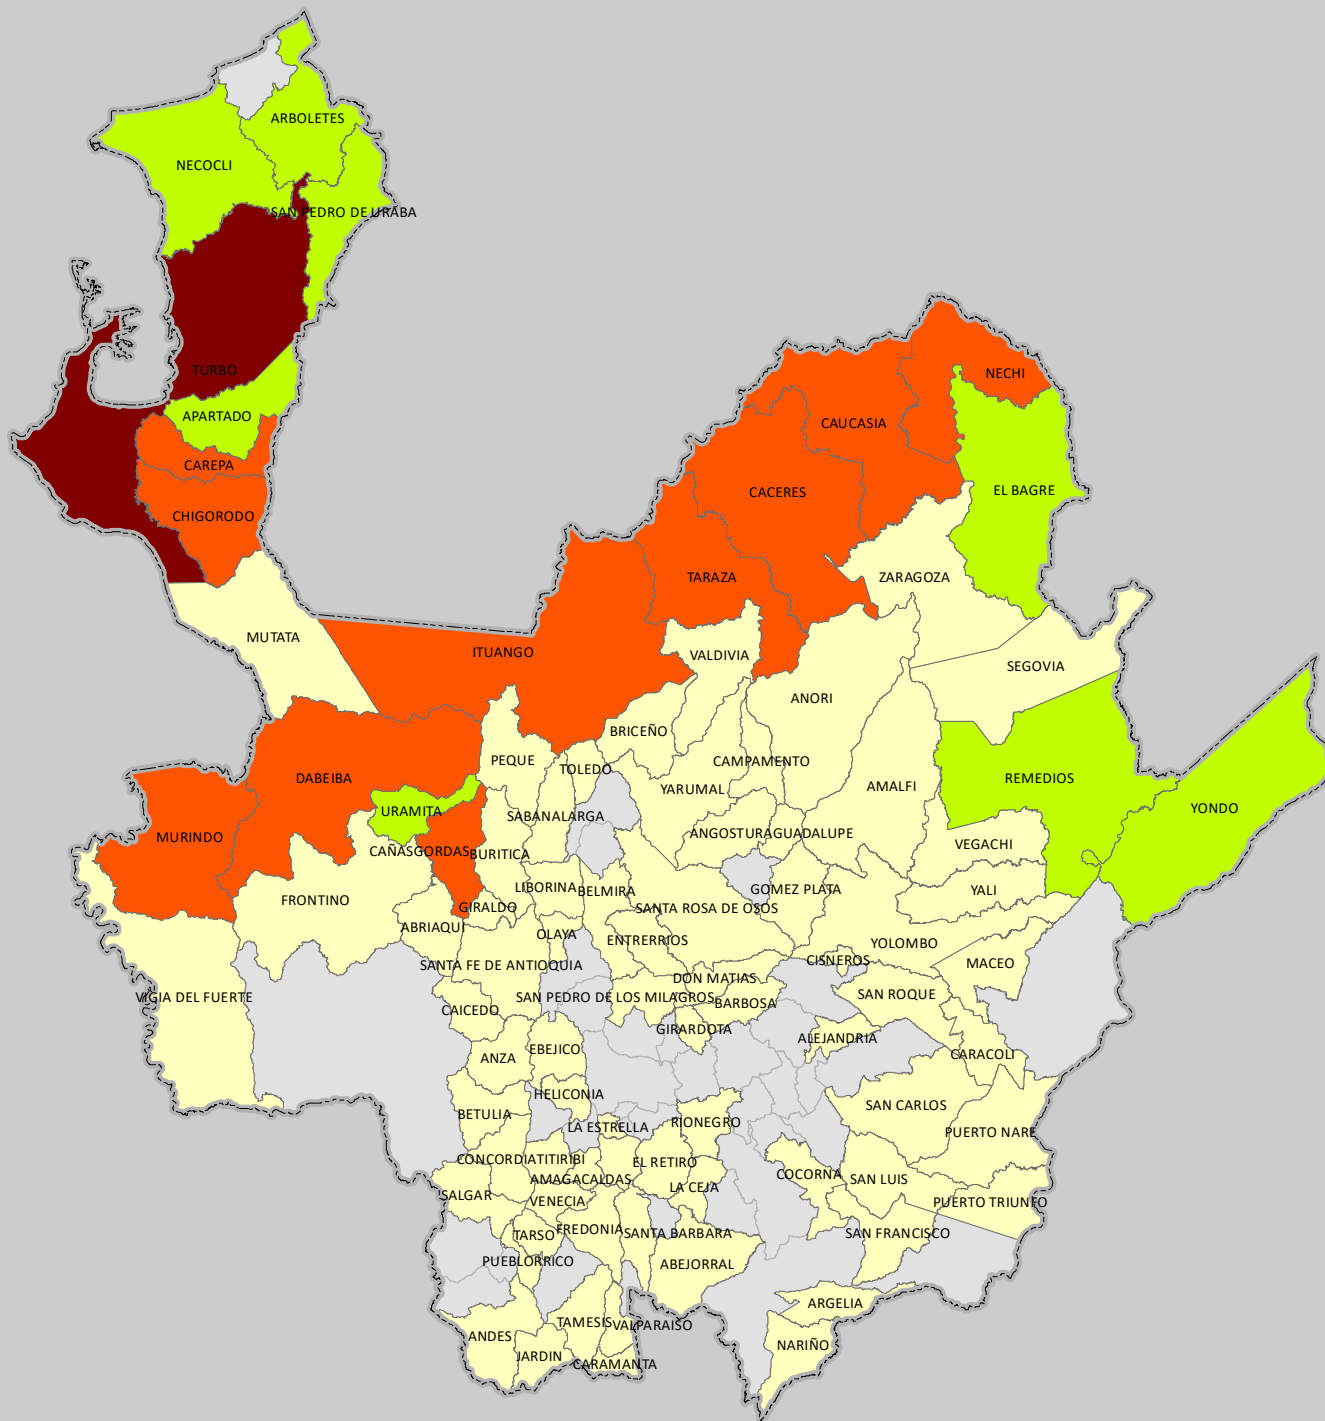 ARBOLETES
NECOCLI
SAN PEDRO DE URABA
TURBO
NECHI
APARTADO
CAUCASIA
CAREPA
CACERES
EL BAGRE
CHIGORODO
TARAZA
ZARAGOZA
MUTATA
ITUANGO
VALDIVIA
SEGOVIA
ANORI
BRICEÑO
PEQUE
CAMPAMENTO
TOLEDO
DABEIBA
REMEDIOS
YARUMAL
AMALFI
YONDO
URAMITA
SABANALARGA
MURINDO
ANGOSTURA
GUADALUPE
VEGACHI
CAÑASGORDAS
BURITICA
LIBORINA
BELMIRA
GOMEZ PLATA
YALI
FRONTINO
GIRALDO
SANTA ROSA DE OSOS
ABRIAQUI
OLAYA
ENTRERRIOS
YOLOMBO
CISNEROS
MACEO
SANTA FE DE ANTIOQUIA
DON MATIAS
VIGIA DEL FUERTE
SAN PEDRO DE LOS MILAGROS
BARBOSA
SAN ROQUE
CAICEDO
GIRARDOTA
ALEJANDRIA
EBEJICO
ANZA
CARACOLI
HELICONIA
SAN CARLOS
BETULIA
LA ESTRELLA
RIONEGRO
PUERTO NARE
CONCORDIA
TITIRIBI
EL RETIRO
COCORNA
SAN LUIS
AMAGA
CALDAS
LA CEJA
SALGAR
VENECIA
PUERTO TRIUNFO
TARSO
FREDONIA
SANTA BARBARA
SAN FRANCISCO
PUEBLORRICO
ABEJORRAL
ARGELIA
TAMESIS
VALPARAISO
ANDES
NARIÑO
JARDIN
CARAMANTA